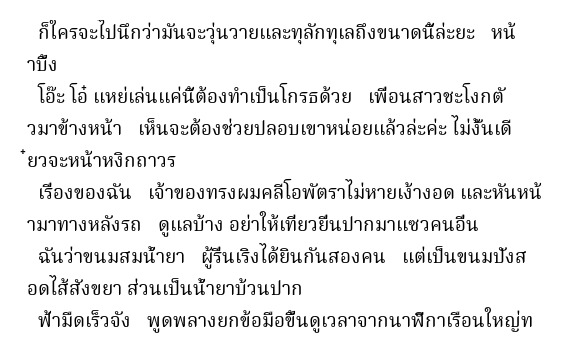 ก็ใครจะไปนึกว่ามันจะวุ่นวายและทุลักทุเลถึงขนาดนี้ล่ะยะ หน้
าบึ้ง
โอ๊ะ โอ๋ แหย่เล่นแค่นี้ต้องทำเป็นโกรธด้วย เพื่อนสาวชะโงกตั
วมาข้างหน้า เห็นจะต้องช่วยปลอบเขาหน่อยแล้วล่ะค่ะ ไม่งั้นเดี
๋ยวจะหน้าหงิกถาวร
เรื่องของฉัน เจ้าของทรงผมคลีโอพัตราไม่หายเง้างอด และหันหน้
ามาทางหลังรถ ดูแลบ้าง อย่าให้เที่ยวยื่นปากมาแซวคนอื่น
ฉันว่าขนมสมน้ำยา ผู้รื่นเริงได้ยินกันสองคน แต่เป็นขนมปังส
อดไส้สังขยา ส่วนเป็นน้ำยาบ้วนปาก
ฟ้ามืดเร็วจัง พูดพลางยกข้อมือขึ้นดูเวลาจากนาฬิกาเรือนใหญ่ท